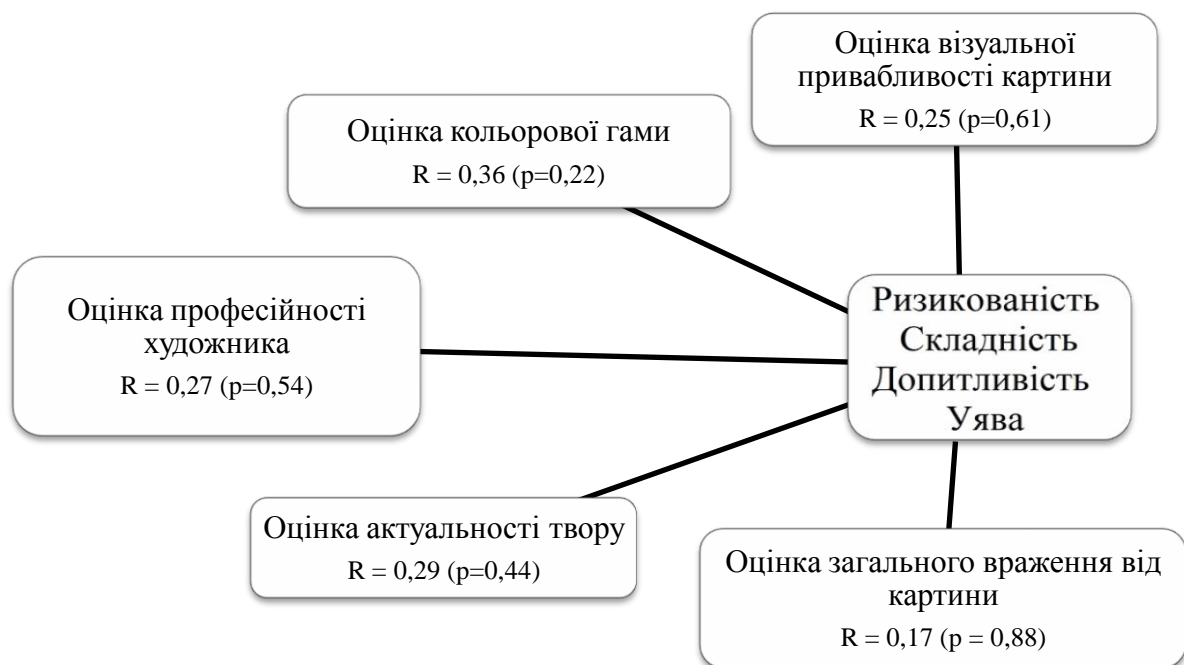 Оцінка візуальної
привабливості картини
R = 0,25 (p=0,61)
Оцінка кольорової гами
R = 0,36 (p=0,22)
Оцінка професійності
художника
R = 0,27 (p=0,54)
Ризикованість
Складність
Допитливість
Уява
Оцінка актуальності твору
R = 0,29 (p=0,44)
Оцінка загального враження від
картини
R = 0,17 (p = 0,88)